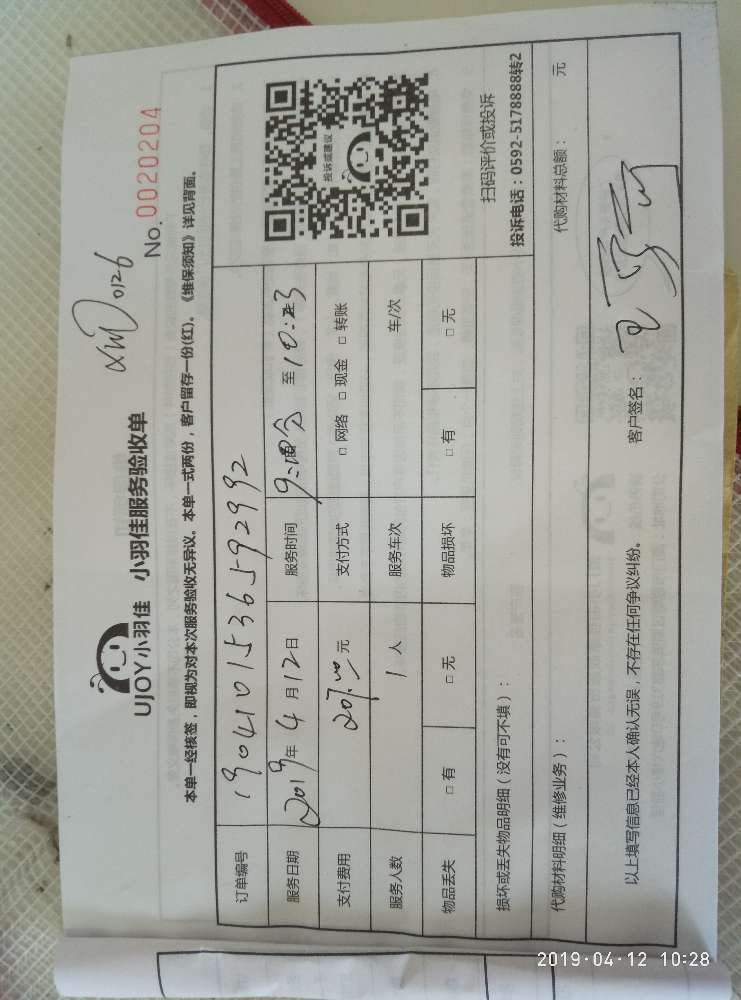 xm 0126
UJOY小羽佳 小羽佳服务验收单
No.0020204
本单一经核签，即视为对本次服务验收无异议。本单一式两份，客户留存一份(红)。《维保须知》详见背面。
订单编号 1904101536592992
服务日期 2019年 4 月 12 日 服务时间 至 10:23
支付费用 元 支付方式 □ 网络 □ 现金 □ 转账
服务人数 1 人 服务车次 车/次
物品丢失 □ 有 □ 无 物品损坏 □ 有 □ 无
投诉或建议
扫码评价或投诉
投诉电话：0592-5178888转2
损坏或丢失物品明细（没有可不填）：
代购材料明细（维修业务）： 代购材料总额： 元
以上填写信息已经本人确认无误，不存在任何争议纠纷。 客户签名：
2019·04·12 10:28